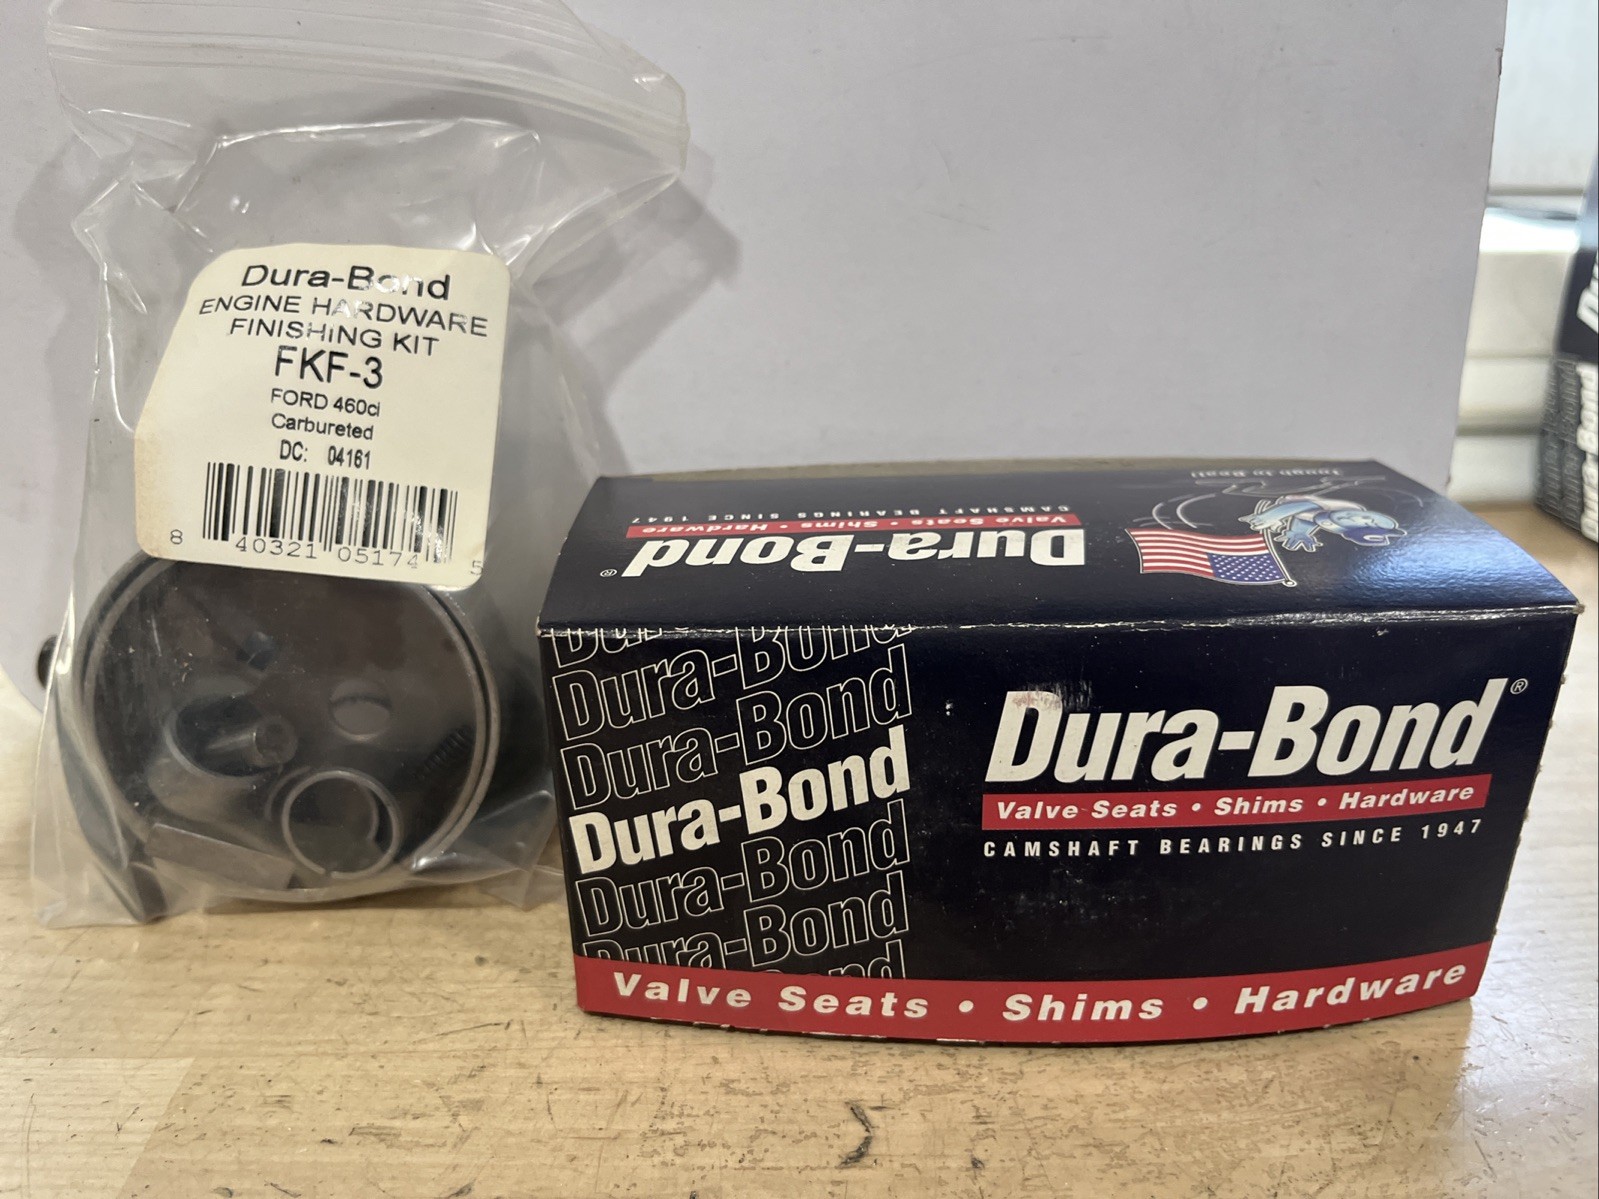 Dura-Bond
ENGINE HARDWARE
FINISHING KIT
FKF-3
FORD 460ci
Carbureted
DC: 04161
8 40321 05174 5
Tough to Beat!
Dura-Bond®
Valve Seats • Shims • Hardware
CAMSHAFT BEARINGS SINCE 1947
Dura-Bond
Dura-Bond
Dura-Bond
Dura-Bond
Dura-Bond
Dura-Bond
Dura-Bond
Dura-Bond®
Valve Seats • Shims • Hardware
CAMSHAFT BEARINGS SINCE 1947
Valve Seats • Shims • Hardware